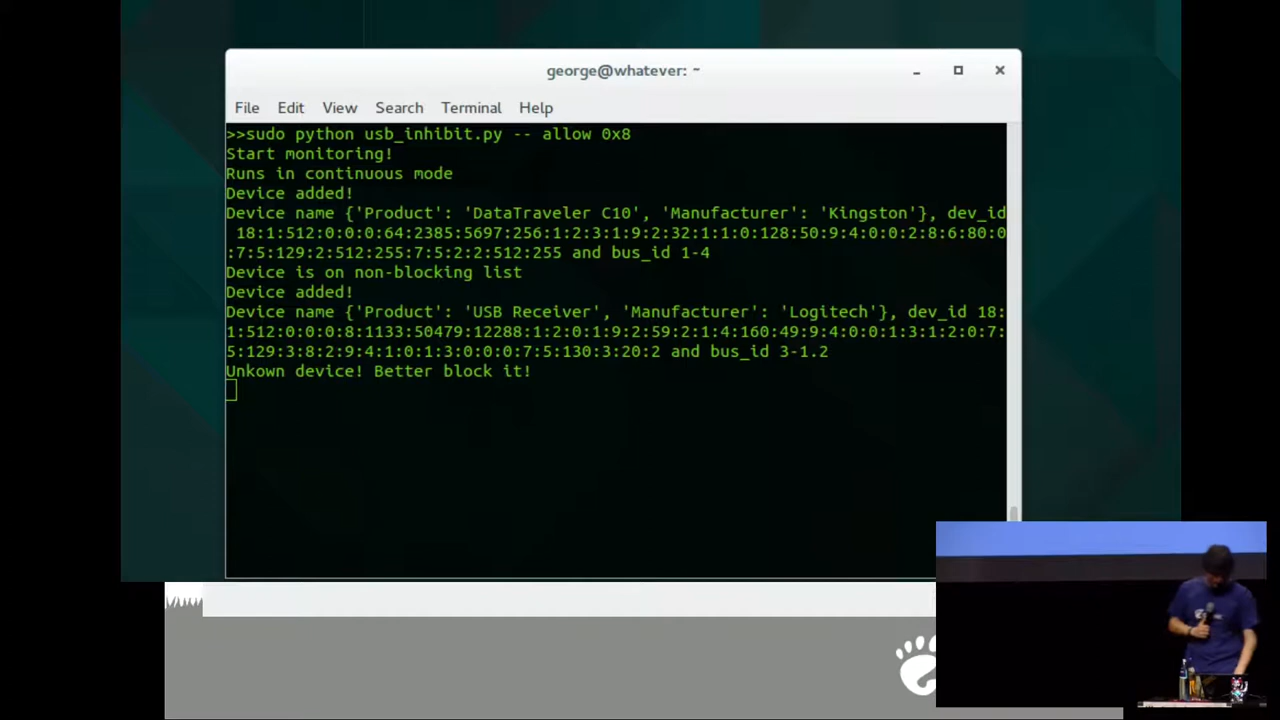 george@whatever: ~
File Edit View Search Terminal Help
>>sudo python usb_inhibit.py -- allow 0x8
Start monitoring!
Runs in continuous mode
Device added!
Device name {'Product': 'DataTraveler C10', 'Manufacturer': 'Kingston'}, dev_id
18:1:512:0:0:0:64:2385:5697:256:1:2:3:1:9:2:32:1:1:0:128:50:9:4:0:0:2:8:6:80:0
:7:5:129:2:512:255:7:5:2:2:512:255 and bus_id 1-4
Device is on non-blocking list
Device added!
Device name {'Product': 'USB Receiver', 'Manufacturer': 'Logitech'}, dev_id 18:
1:512:0:0:0:8:1133:50479:12288:1:2:0:1:9:2:59:2:1:4:160:49:9:4:0:0:1:3:1:2:0:7:
5:129:3:8:2:9:4:1:0:1:3:0:0:0:7:5:130:3:20:2 and bus_id 3-1.2
Unkown device! Better block it!